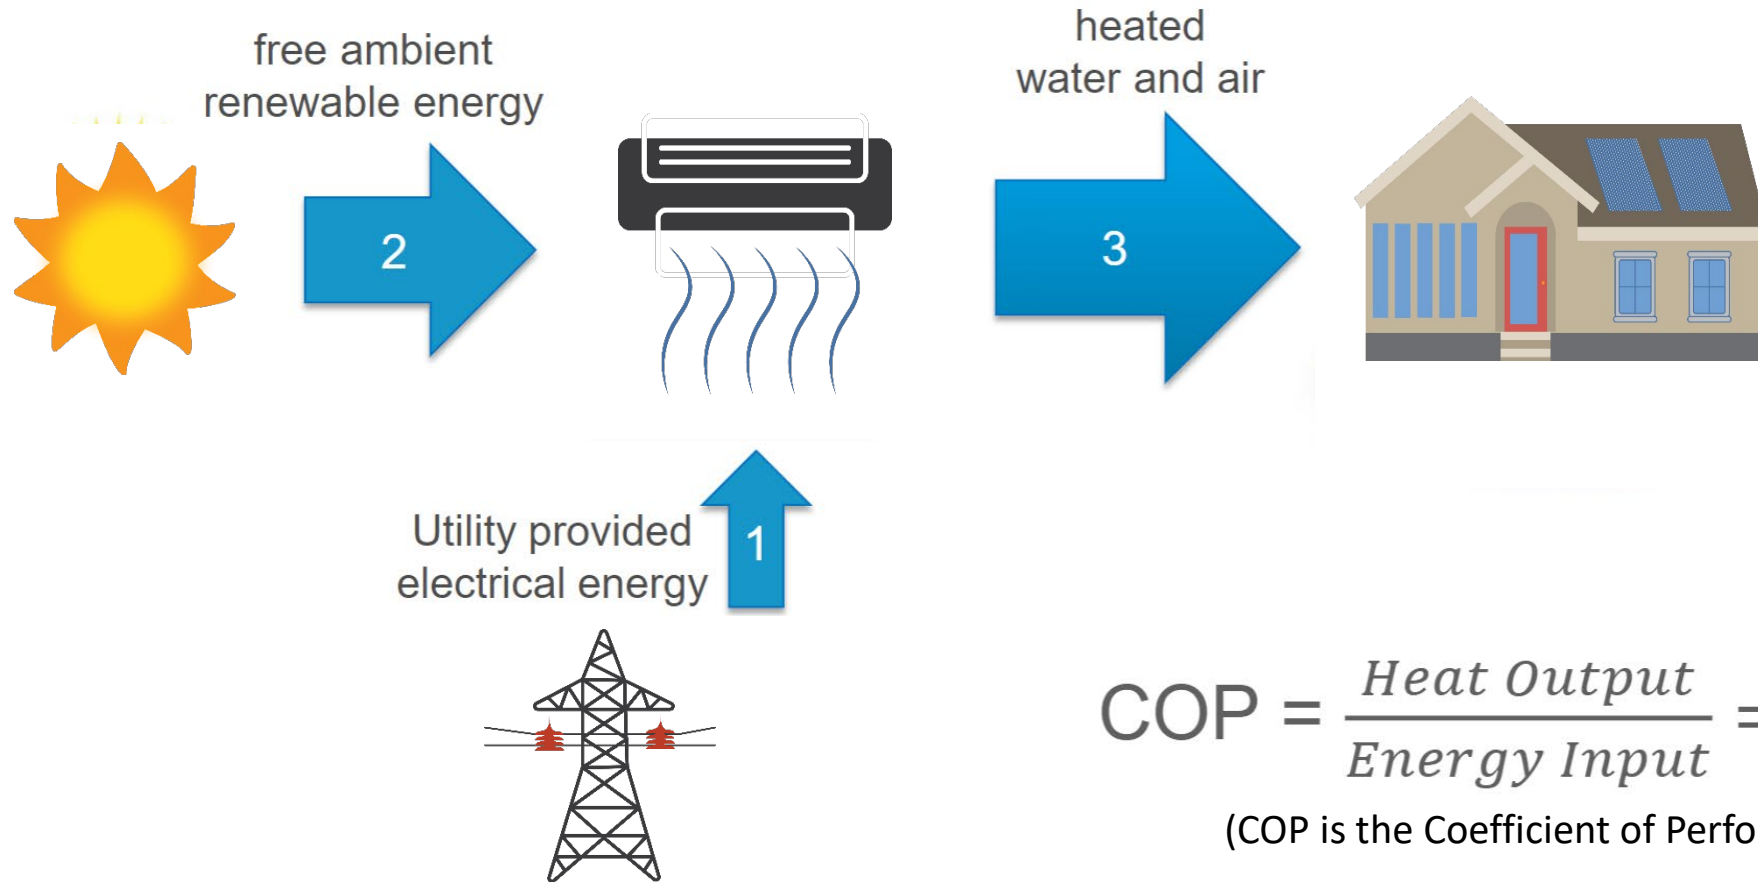 free ambient
renewable energy
heated
water and air
2
3
Utility provided
electrical energy
1
COP = Heat Output
Energy Input =
(COP is the Coefficient of Perfo